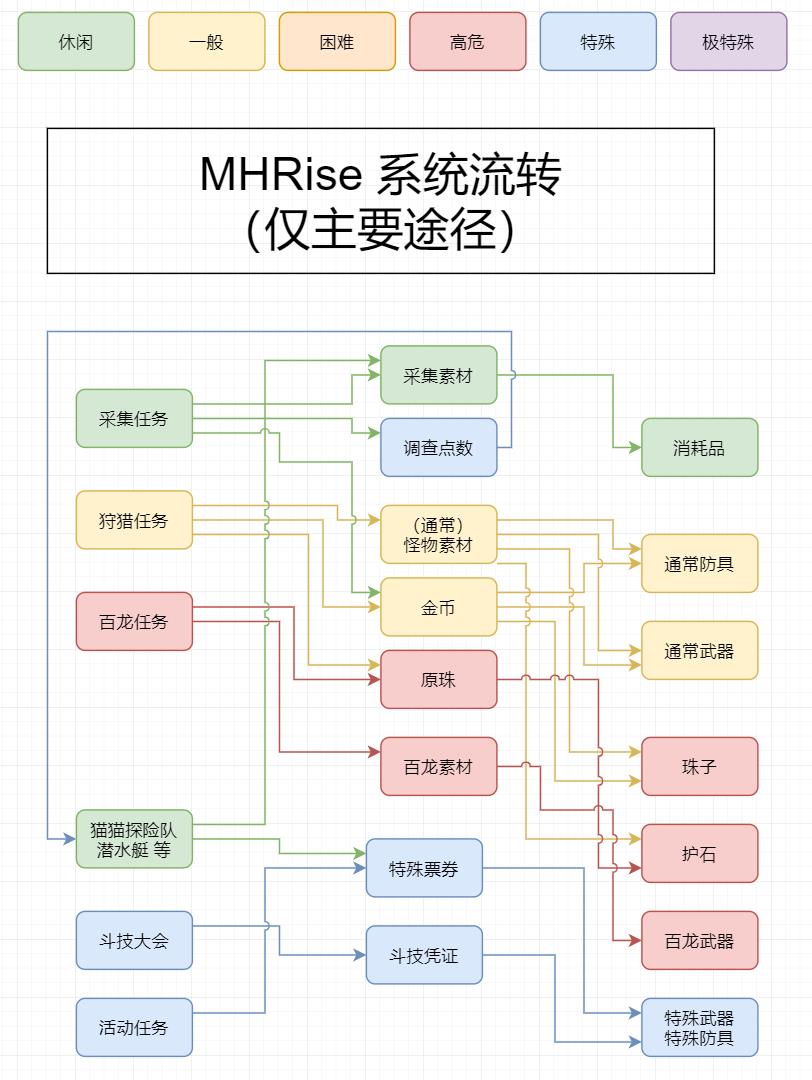 休闲
一般
困难
高危
特殊
极特殊
MHRise 系统流转
（仅主要途径）
采集素材
采集任务
调查点数
消耗品
狩猎任务
（通常）
怪物素材
通常防具
金币
百龙任务
通常武器
原珠
百龙素材
珠子
猫猫探险队
潜水艇 等
护石
特殊票券
斗技大会
斗技凭证
百龙武器
活动任务
特殊武器
特殊防具